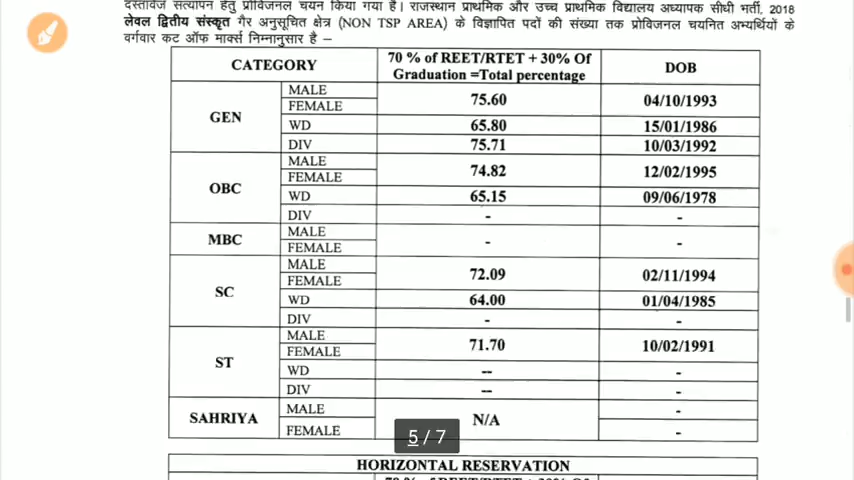 दस्तावेज सत्यापन हेतु प्रोविजनल चयन किया गया है। राजस्थान प्राथमिक और उच्च प्राथमिक विद्यालय अध्यापक सीधी भर्ती, 2018
लेवल द्वितीय संस्कृत गैर अनुसूचित क्षेत्र (NON TSP AREA) के विज्ञापित पदों की संख्या तक प्रोविजनल चयनित अभ्यर्थियों के
वर्गवार कट ऑफ मार्क्स निम्नानुसार है –
CATEGORY 70 % of REET/RTET + 30% Of Graduation =Total percentage DOB
GEN MALE FEMALE 75.60 04/10/1993
WD 65.80 15/01/1986
DIV 75.71 10/03/1992
OBC MALE FEMALE 74.82 12/02/1995
WD 65.15 09/06/1978
DIV - -
MBC MALE FEMALE - -
SC MALE FEMALE 72.09 02/11/1994
WD 64.00 01/04/1985
DIV - -
ST MALE FEMALE 71.70 10/02/1991
WD -- -
DIV -- -
SAHRIYA MALE N/A -
FEMALE -
5 / 7
HORIZONTAL RESERVATION